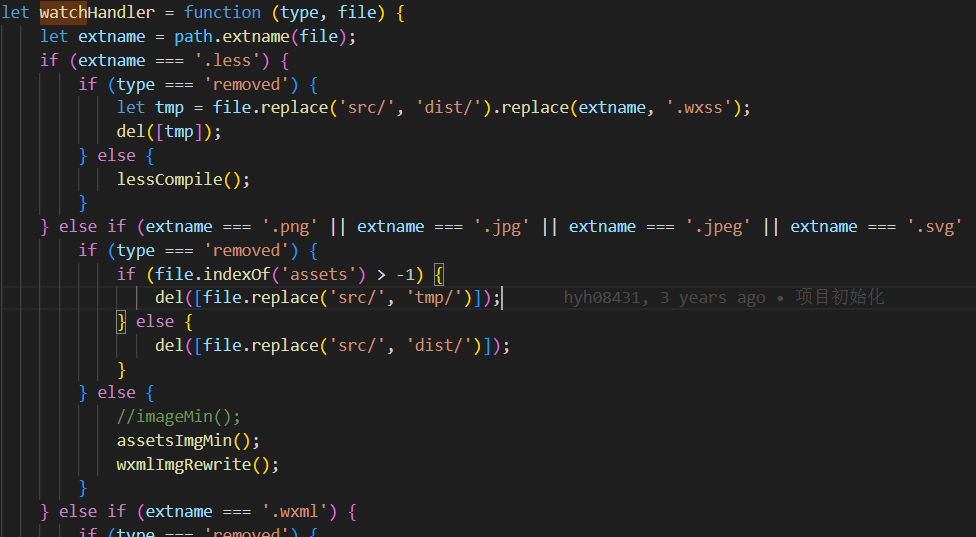 let watchHandler = function (type, file) {
    let extname = path.extname(file);
    if (extname === '.less') {
        if (type === 'removed') {
            let tmp = file.replace('src/', 'dist/').replace(extname, '.wxss');
            del([tmp]);
        } else {
            lessCompile();
        }
    } else if (extname === '.png' || extname === '.jpg' || extname === '.jpeg' || extname === '.svg'
        if (type === 'removed') {
            if (file.indexOf('assets') > -1) {
                del([file.replace('src/', 'tmp/')]); hyh08431, 3 years ago • 项目初始化
            } else {
                del([file.replace('src/', 'dist/')]);
            }
        } else {
            //imageMin();
            assetsImgMin();
            wxmlImgRewrite();
        }
    } else if (extname === '.wxml') {
        if (type === 'removed') {